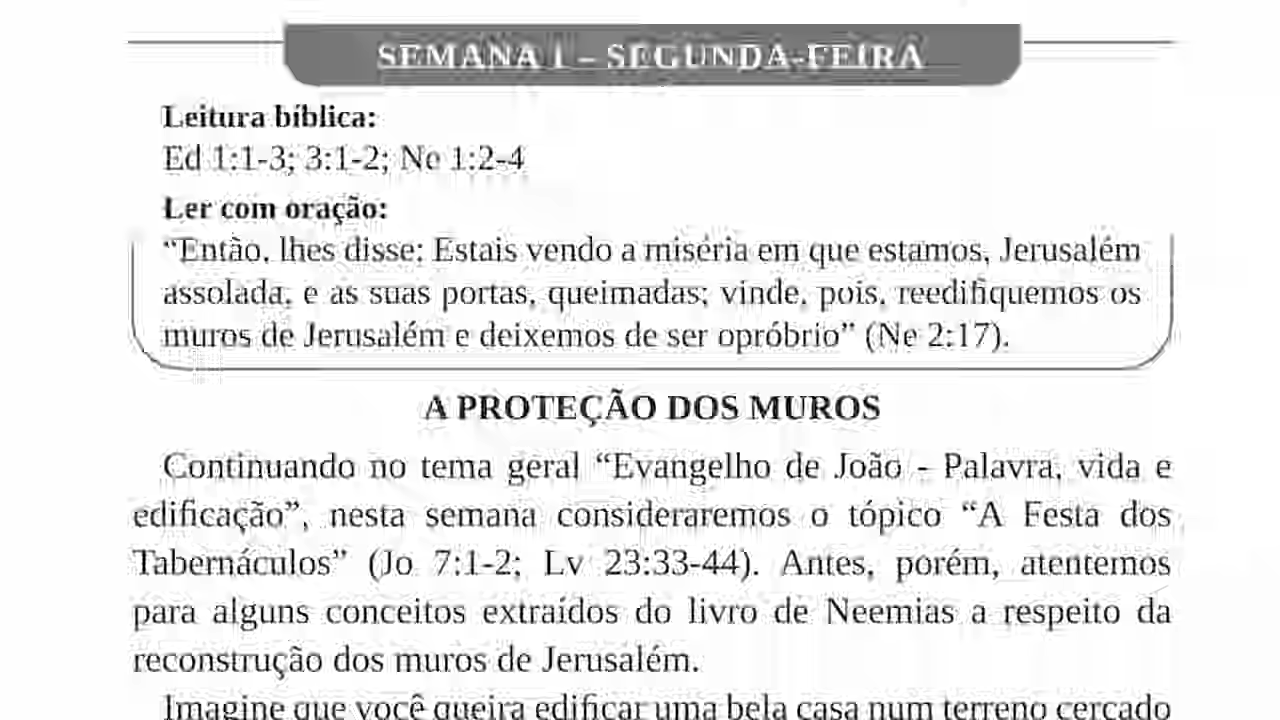 SEMANA 1 – SEGUNDA-FEIRA
Leitura bíblica:
Ed 1:1-3; 3:1-2; Ne 1:2-4
Ler com oração:
“Então, lhes disse: Estais vendo a miséria em que estamos, Jerusalém
assolada, e as suas portas, queimadas; vinde, pois, reedifiquemos os
muros de Jerusalém e deixemos de ser opróbrio” (Ne 2:17).
A PROTEÇÃO DOS MUROS
Continuando no tema geral “Evangelho de João - Palavra, vida e
edificação”, nesta semana consideraremos o tópico “A Festa dos
Tabernáculos” (Jo 7:1-2; Lv 23:33-44). Antes, porém, atentemos
para alguns conceitos extraídos do livro de Neemias a respeito da
reconstrução dos muros de Jerusalém.
Imagine que você queira edificar uma bela casa num terreno cercado